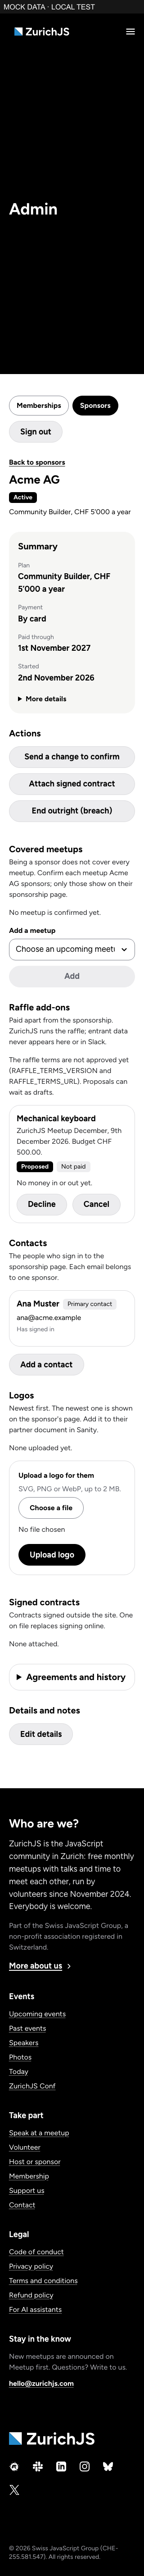 MOCK DATA · LOCAL TEST
ZurichJS
Admin
Memberships
Sponsors
Sign out
Back to sponsors
Acme AG
Active
Community Builder, CHF 5'000 a year
Summary
Plan
Community Builder, CHF
5'000 a year
Payment
By card
Paid through
1st November 2027
Started
2nd November 2026
More details
Actions
Send a change to confirm
Attach signed contract
End outright (breach)
Covered meetups
Being a sponsor does not cover every
meetup. Confirm each meetup Acme
AG sponsors; only those show on their
sponsorship page.
No meetup is confirmed yet.
Add a meetup
Choose an upcoming meetu
Add
Raffle add-ons
Paid apart from the sponsorship.
ZurichJS runs the raffle; entrant data
never appears here or in Slack.
The raffle terms are not approved yet
(RAFFLE_TERMS_VERSION and
RAFFLE_TERMS_URL). Proposals can
wait as drafts.
Mechanical keyboard
ZurichJS Meetup December, 9th
December 2026. Budget CHF
500.00.
Proposed
Not paid
No money in or out yet.
Decline
Cancel
Contacts
The people who sign in to the
sponsorship page. Each email belongs
to one sponsor.
Ana Muster
Primary contact
ana@acme.example
Has signed in
Add a contact
Logos
Newest first. The newest one is shown
on the sponsor's page. Add it to their
partner document in Sanity.
None uploaded yet.
Upload a logo for them
SVG, PNG or WebP, up to 2 MB.
Choose a file
No file chosen
Upload logo
Signed contracts
Contracts signed outside the site. One
on file replaces signing online.
None attached.
Agreements and history
Details and notes
Edit details
Who are we?
ZurichJS is the JavaScript
community in Zurich: free monthly
meetups with talks and time to
meet each other, run by
volunteers since November 2024.
Everybody is welcome.
Part of the Swiss JavaScript Group, a
non-profit association registered in
Switzerland.
More about us
Events
Upcoming events
Past events
Speakers
Photos
Today
ZurichJS Conf
Take part
Speak at a meetup
Volunteer
Host or sponsor
Membership
Support us
Contact
Legal
Code of conduct
Privacy policy
Terms and conditions
Refund policy
For AI assistants
Stay in the know
New meetups are announced on
Meetup first. Questions? Write to us.
hello@zurichjs.com
ZurichJS
© 2026 Swiss JavaScript Group (CHE-
255.581.547). All rights reserved.